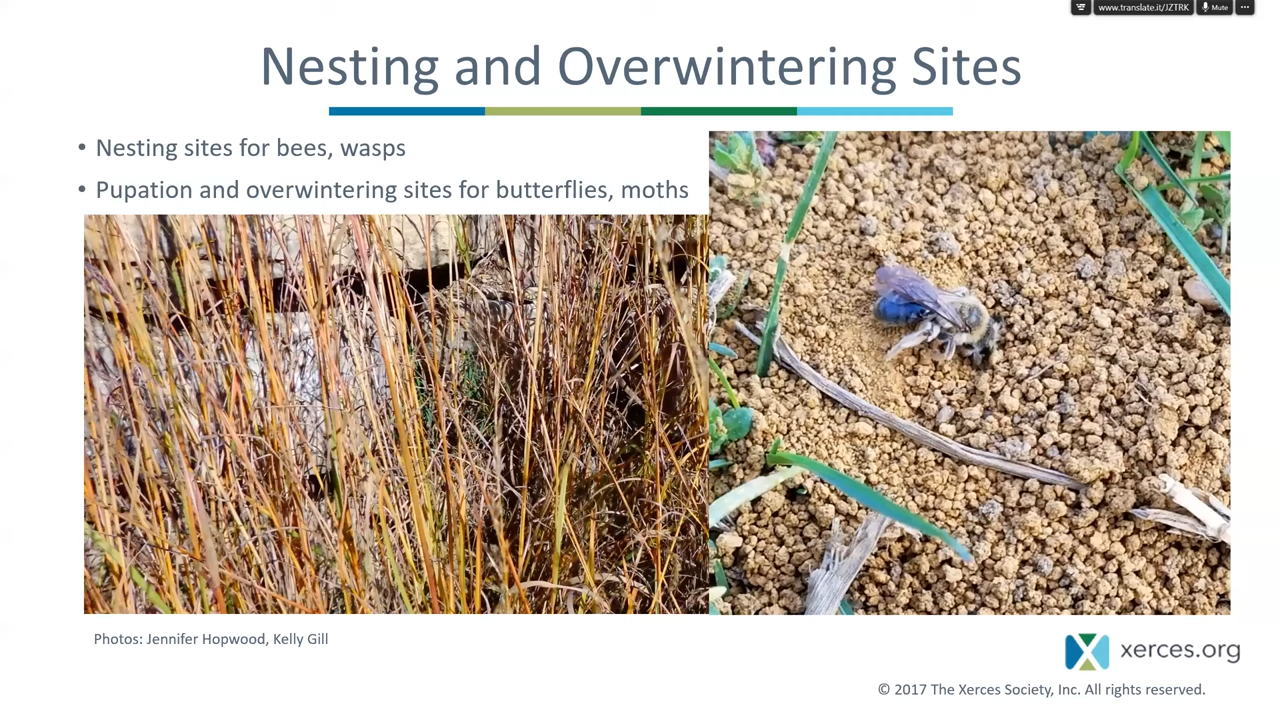 www.translate.it/JZTRK
Mute
Nesting and Overwintering Sites
• Nesting sites for bees, wasps
• Pupation and overwintering sites for butterflies, moths
Photos: Jennifer Hopwood, Kelly Gill
xerces.org
© 2017 The Xerces Society, Inc. All rights reserved.